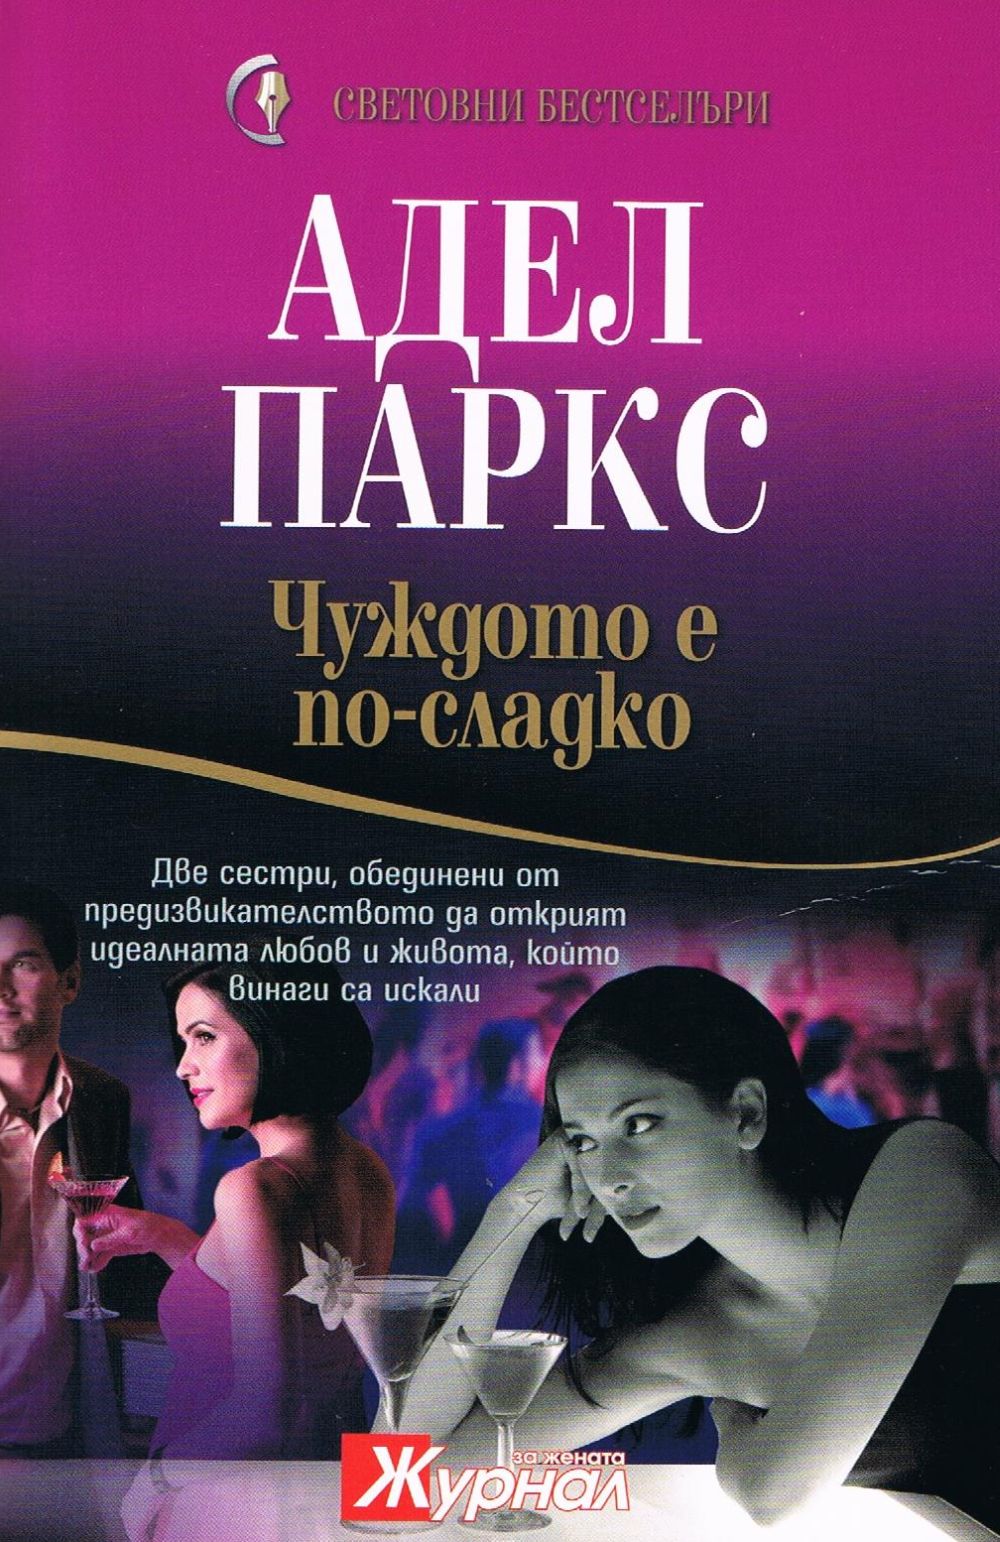 СВЕТОВНИ БЕСТСЕЛЪРИ
АДЕЛ
ПАРКС
Чуждото е
по-сладко
Две сестри, обединени от
предизвикателството да открият
идеалната любов и живота, който
винаги са искали
за жената
Журнал